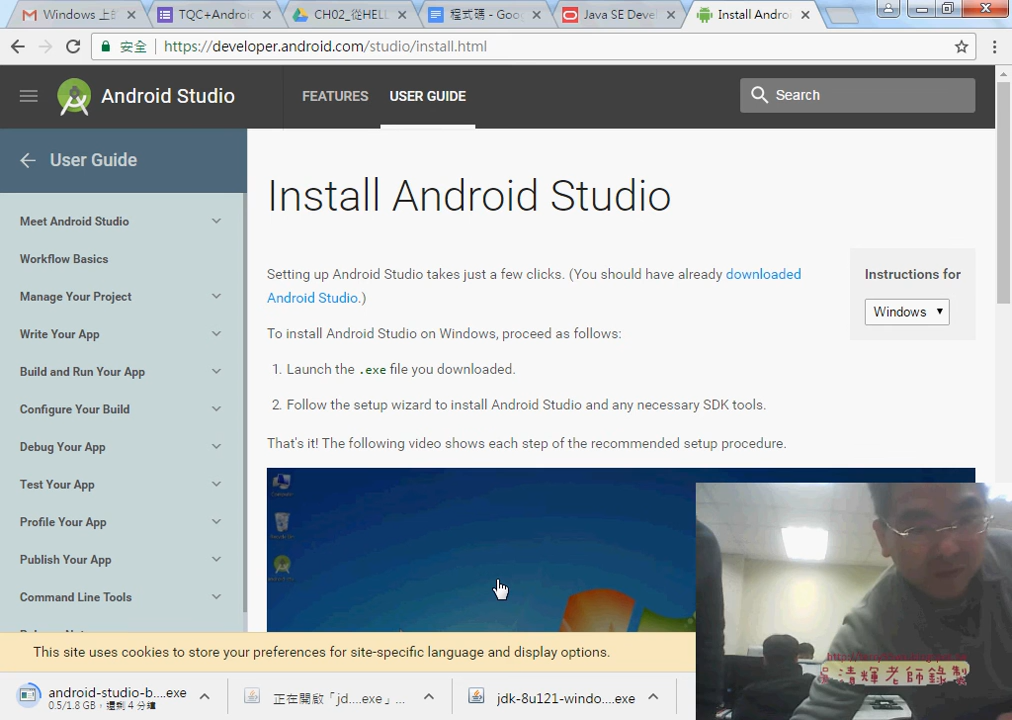 Windows 上的
TQC+Android
CH02_從HELL
程式碼 - Goo
Java SE Devel
Install Andro
安全
https://developer.android.com/studio/install.html
Android Studio
FEATURES
USER GUIDE
Search
User Guide
Meet Android Studio
Workflow Basics
Manage Your Project
Write Your App
Build and Run Your App
Configure Your Build
Debug Your App
Test Your App
Profile Your App
Publish Your App
Command Line Tools
Install Android Studio
Setting up Android Studio takes just a few clicks. (You should have already downloaded
Android Studio.)
To install Android Studio on Windows, proceed as follows:
1. Launch the .exe file you downloaded.
2. Follow the setup wizard to install Android Studio and any necessary SDK tools.
That's it! The following video shows each step of the recommended setup procedure.
Instructions for
Windows
This site uses cookies to store your preferences for site-specific language and display options.
android-studio-b....exe
0.5/1.8 GB，還剩 4 分鐘
正在開啟「jd....exe」...
jdk-8u121-windo....exe
吳清輝老師錄製